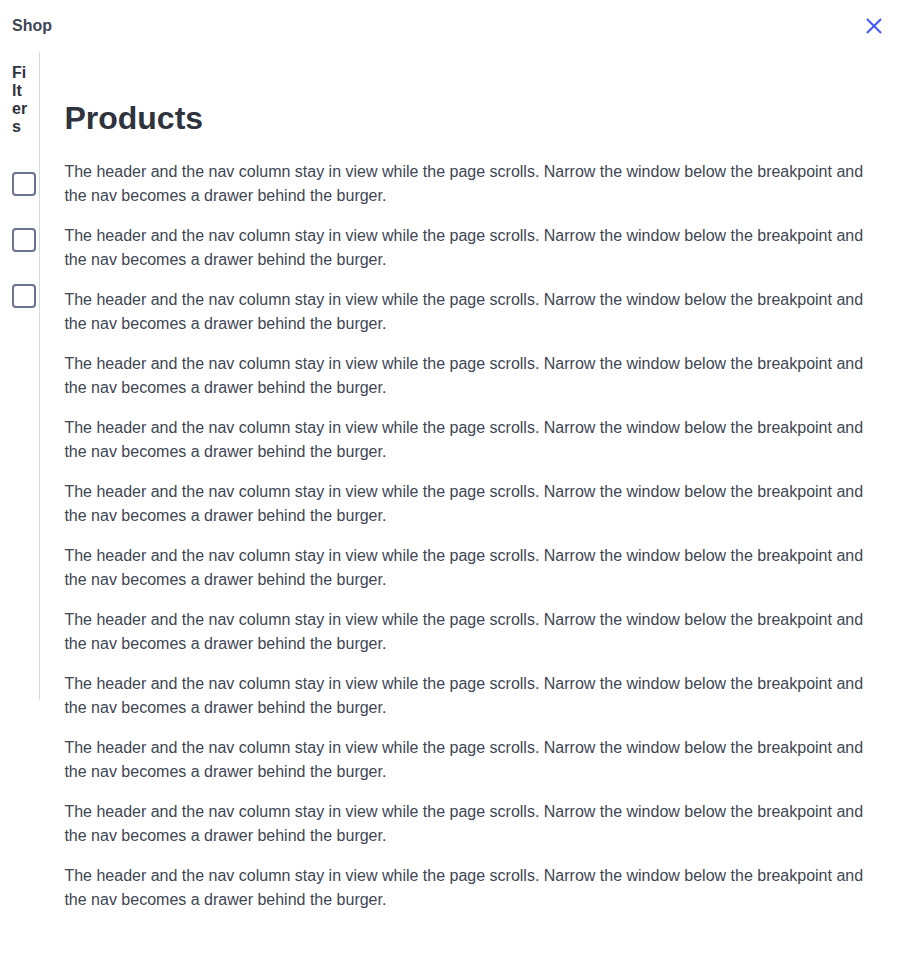 Shop
Fi
lt
er
s
Products
The header and the nav column stay in view while the page scrolls. Narrow the window below the breakpoint and
the nav becomes a drawer behind the burger.
The header and the nav column stay in view while the page scrolls. Narrow the window below the breakpoint and
the nav becomes a drawer behind the burger.
The header and the nav column stay in view while the page scrolls. Narrow the window below the breakpoint and
the nav becomes a drawer behind the burger.
The header and the nav column stay in view while the page scrolls. Narrow the window below the breakpoint and
the nav becomes a drawer behind the burger.
The header and the nav column stay in view while the page scrolls. Narrow the window below the breakpoint and
the nav becomes a drawer behind the burger.
The header and the nav column stay in view while the page scrolls. Narrow the window below the breakpoint and
the nav becomes a drawer behind the burger.
The header and the nav column stay in view while the page scrolls. Narrow the window below the breakpoint and
the nav becomes a drawer behind the burger.
The header and the nav column stay in view while the page scrolls. Narrow the window below the breakpoint and
the nav becomes a drawer behind the burger.
The header and the nav column stay in view while the page scrolls. Narrow the window below the breakpoint and
the nav becomes a drawer behind the burger.
The header and the nav column stay in view while the page scrolls. Narrow the window below the breakpoint and
the nav becomes a drawer behind the burger.
The header and the nav column stay in view while the page scrolls. Narrow the window below the breakpoint and
the nav becomes a drawer behind the burger.
The header and the nav column stay in view while the page scrolls. Narrow the window below the breakpoint and
the nav becomes a drawer behind the burger.